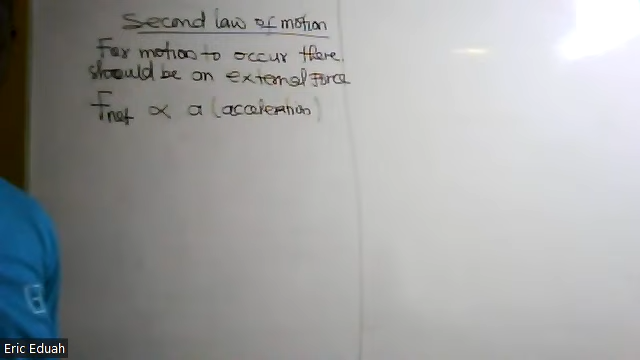 Second law of motion
For motion to occur there
should be an external force
Fnet ∝ a (acceleration)
Eric Eduah